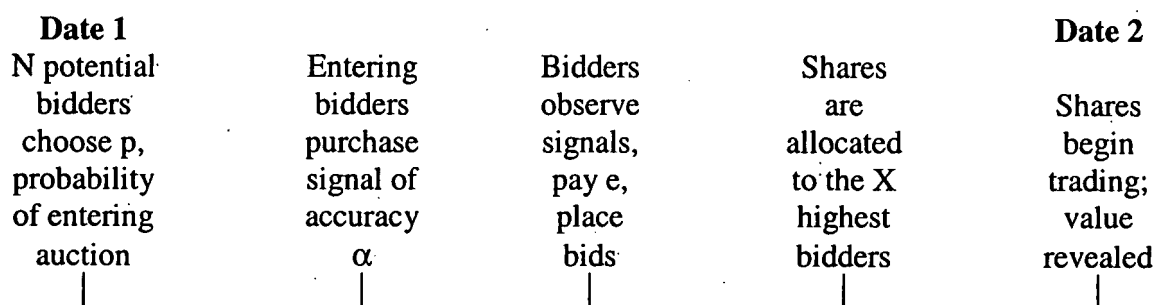 Date 1
N potential
bidders
choose p,
probability
of entering
auction
Entering
bidders
purchase
signal of
accuracy
α
Bidders
observe
signals,
pay e,
place
bids
Shares
are
allocated
to the X
highest
bidders
Date 2
Shares
begin
trading;
value
revealed